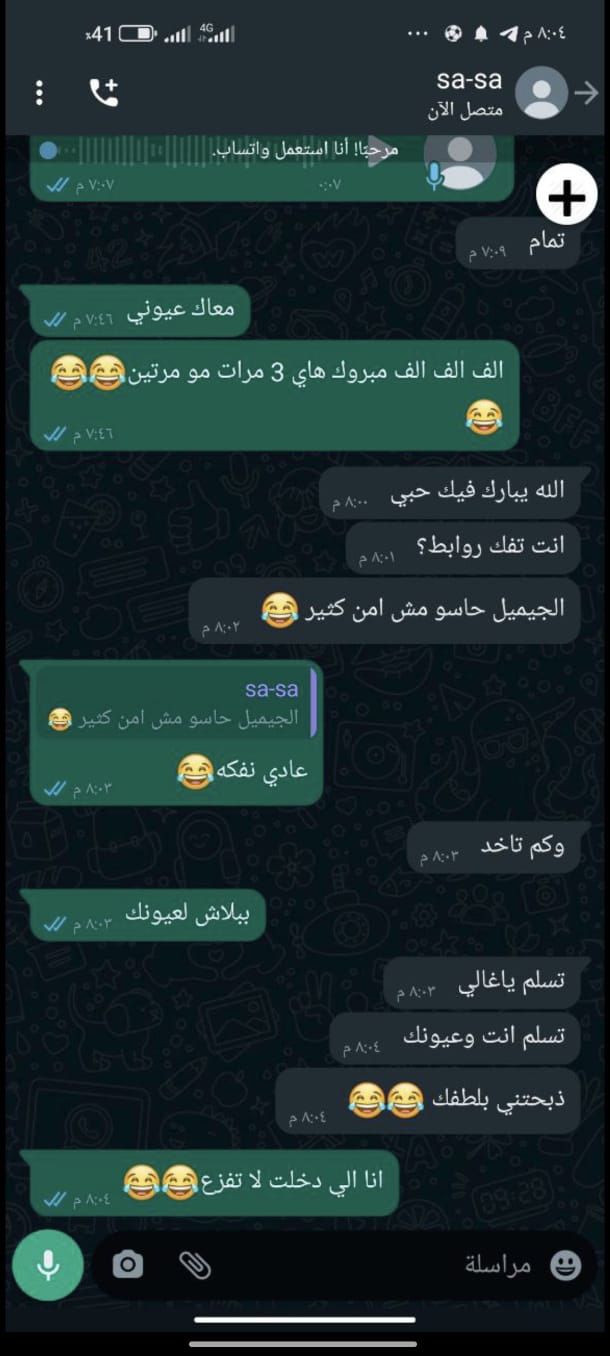 ٨:٠٤ م
4G
٪41
sa-sa
متصل الآن
مرحبًا! أنا استعمل واتساب.
٠:٠٧
٧:٠٧ م
تمام
٧:٠٩ م
معاك عيوني
٧:٤٦ م
الف الف الف مبروك هاي 3 مرات مو مرتين😂😂
😂
٧:٤٦ م
الله يبارك فيك حبي
٨:٠٠ م
انت تفك روابط؟
٨:٠١ م
الجيميل حاسو مش امن كثير 😂
٨:٠٢ م
sa-sa
الجيميل حاسو مش امن كثير 😂
عادي نفكه😂
٨:٠٣ م
وكم تاخد
٨:٠٣ م
ببلاش لعيونك
٨:٠٣ م
تسلم ياغالي
٨:٠٣ م
تسلم انت وعيونك
٨:٠٤ م
ذبحتني بلطفك 😂😂
٨:٠٤ م
انا الي دخلت لا تفزع😂😂
٨:٠٤ م
مراسلة